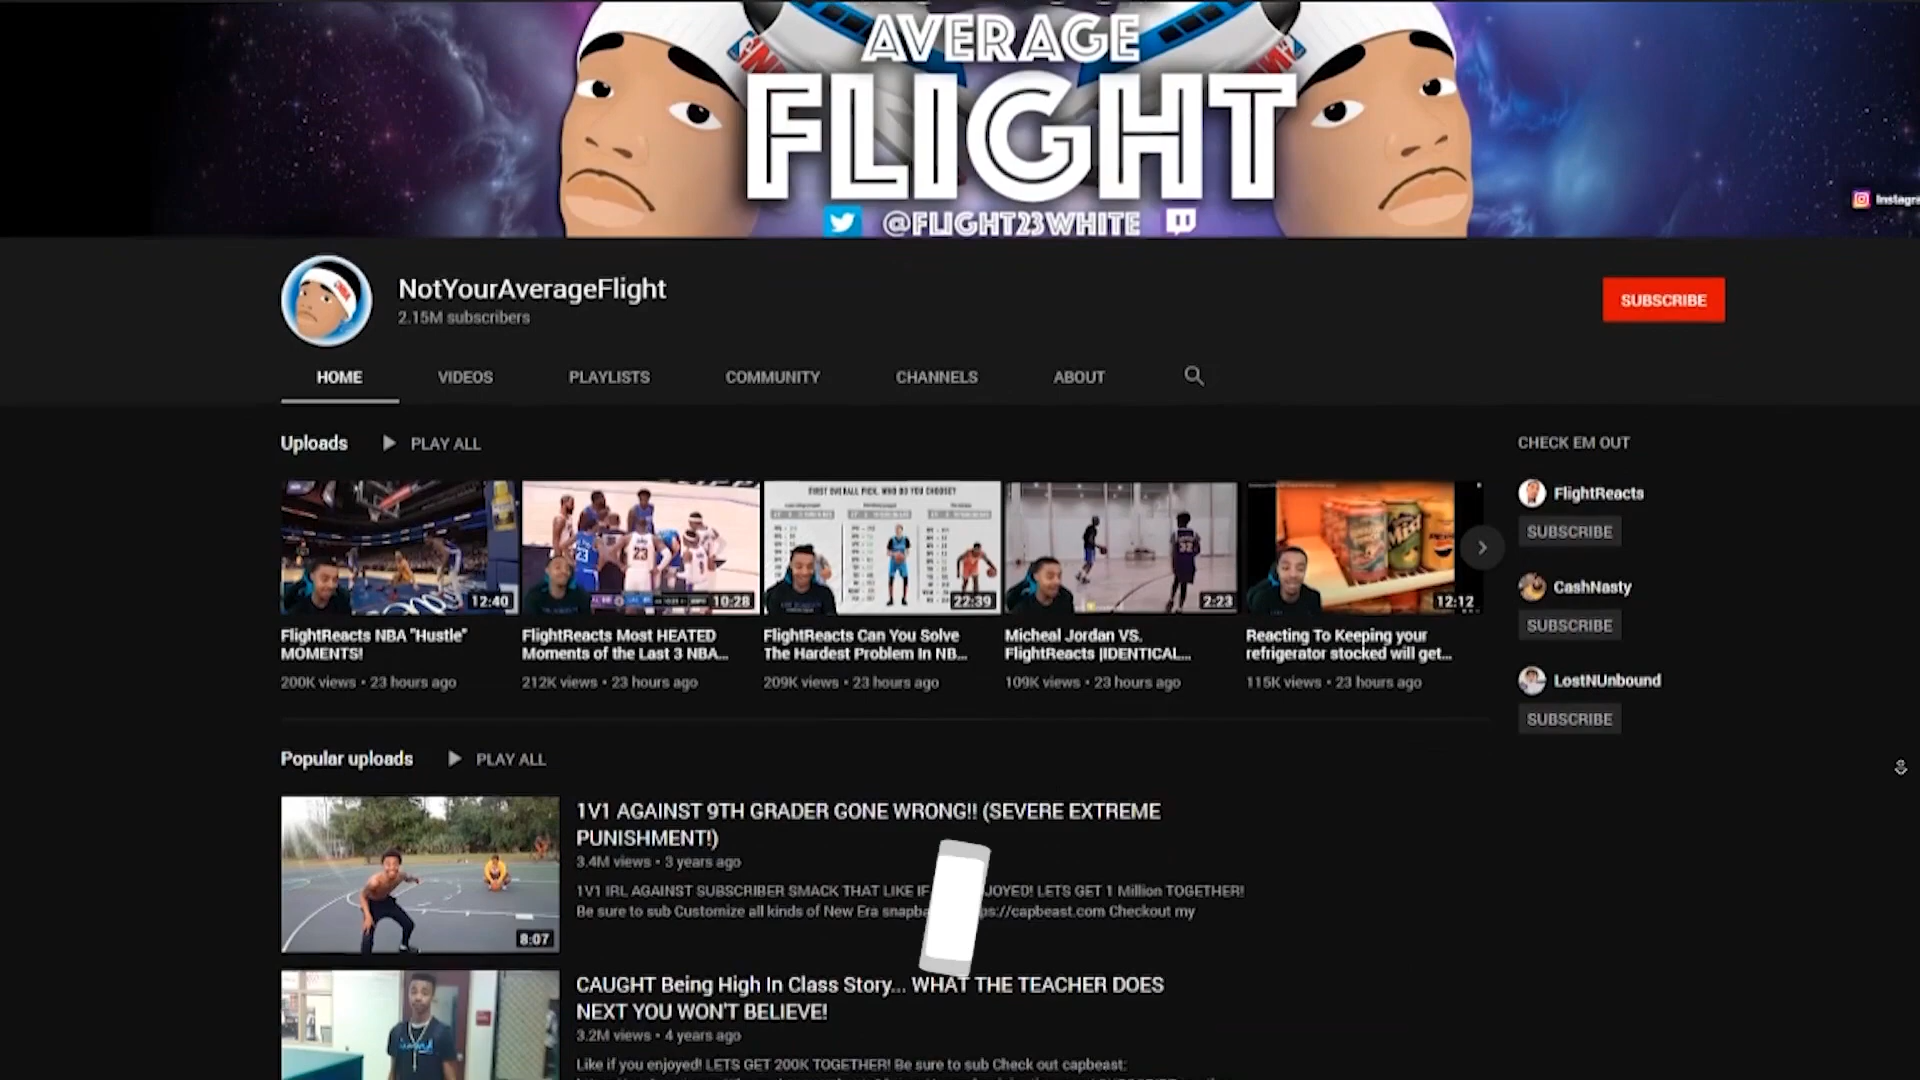 AVERAGE
FLIGHT
@FLIGHT23WHITE
NotYourAverageFlight
2.15M subscribers
SUBSCRIBE
HOME VIDEOS PLAYLISTS COMMUNITY CHANNELS ABOUT
Uploads PLAY ALL
FIRST OVERALL PICK, WHO DO YOU CHOOSE?
12:40
10:28
22:39
2:23
12:12
FlightReacts NBA "Hustle"
MOMENTS!
200K views • 23 hours ago
FlightReacts Most HEATED
Moments of the Last 3 NBA...
212K views • 23 hours ago
FlightReacts Can You Solve
The Hardest Problem In NB...
209K views • 23 hours ago
Micheal Jordan VS.
FlightReacts |IDENTICAL...
109K views • 23 hours ago
Reacting To Keeping your
refrigerator stocked will get...
115K views • 23 hours ago
CHECK EM OUT
FlightReacts
SUBSCRIBE
CashNasty
SUBSCRIBE
LostNUnbound
SUBSCRIBE
Popular uploads PLAY ALL
8:07
1V1 AGAINST 9TH GRADER GONE WRONG!! (SEVERE EXTREME
PUNISHMENT!)
3.4M views • 3 years ago
1V1 IRL AGAINST SUBSCRIBER SMACK THAT LIKE IF JOYED! LETS GET 1 Million TOGETHER!
Be sure to sub Customize all kinds of New Era snapba ps://capbeast.com Checkout my
CAUGHT Being High In Class Story... WHAT THE TEACHER DOES
NEXT YOU WON'T BELIEVE!
3.2M views • 4 years ago
Like if you enjoyed! LETS GET 200K TOGETHER! Be sure to sub Check out capbeast: